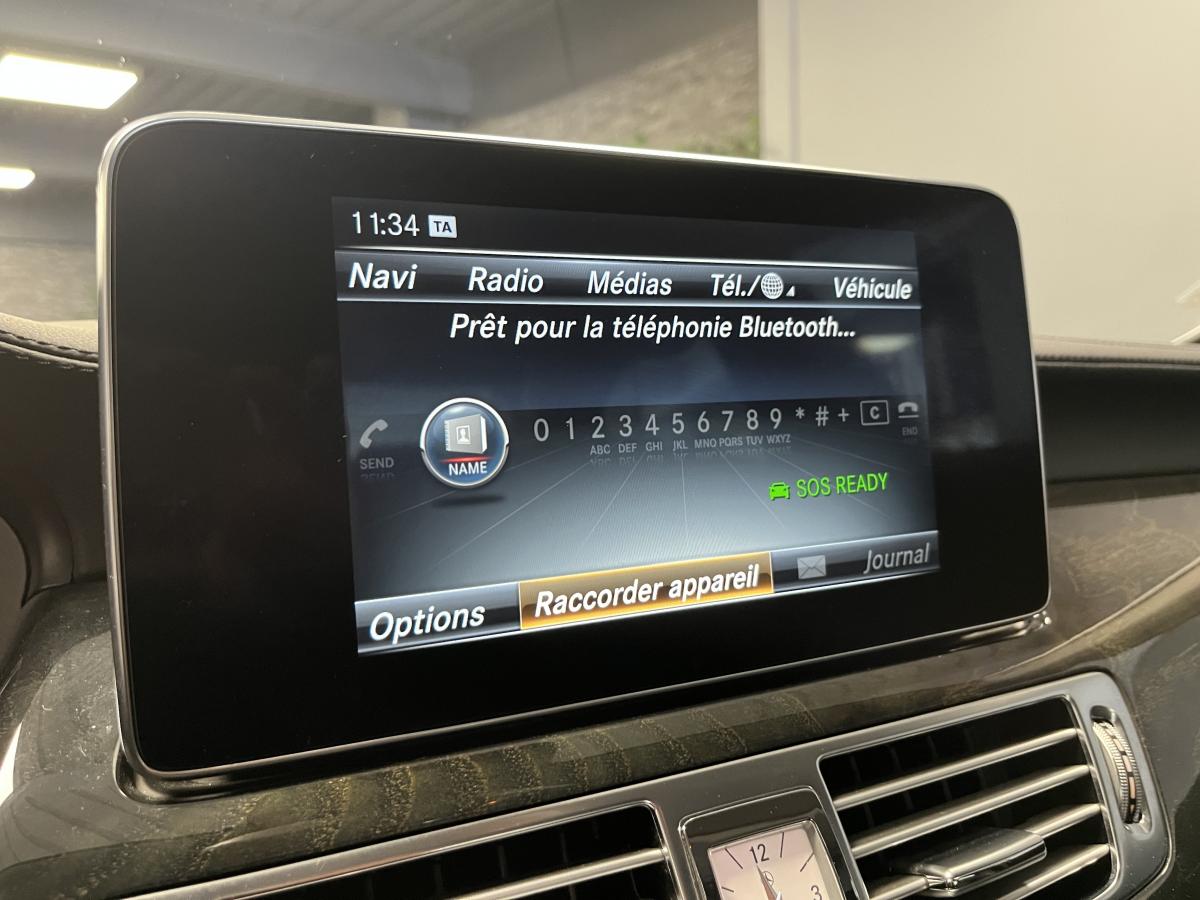 11:34 TA
Navi Radio Médias Tél./ Véhicule
Prêt pour la téléphonie Bluetooth...
0 1 2 3 4 5 6 7 8 9 * # + C
ABC DEF GHI JKL MNO PQRS TUV WXYZ
SEND NAME END
SOS READY
Options Raccorder appareil Journal
12
3